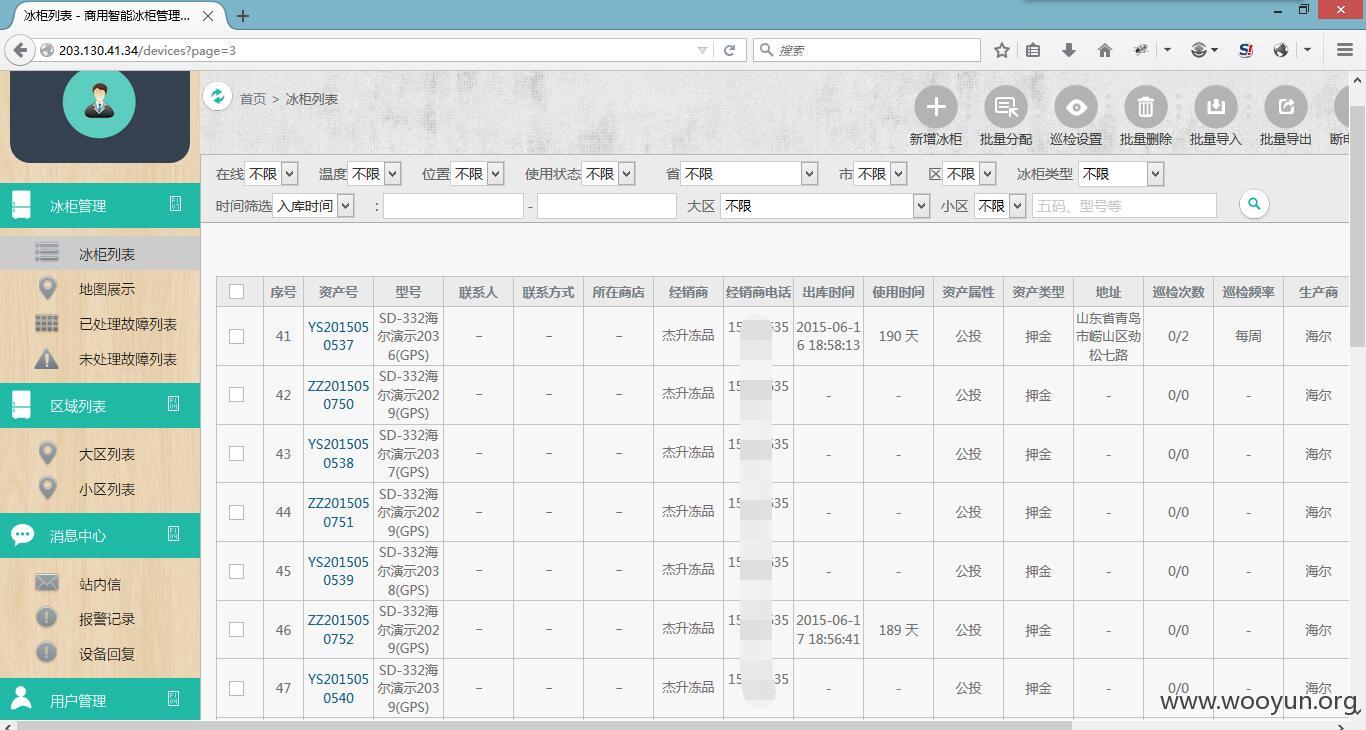 冰柜列表 - 商用智能冰柜管理...
203.130.41.34/devices?page=3
搜索
首页 > 冰柜列表
新增冰柜 批量分配 巡检设置 批量删除 批量导入 批量导出 断电
在线 不限 温度 不限 位置 不限 使用状态 不限 省 不限 市 不限 区 不限 冰柜类型 不限
时间筛选 入库时间 : - 大区 不限 小区 不限 五码、型号等
冰柜管理
冰柜列表
地图展示
已处理故障列表
未处理故障列表
区域列表
大区列表
小区列表
消息中心
站内信
报警记录
设备回复
用户管理
序号 资产号 型号 联系人 联系方式 所在商店 经销商 经销商电话 出库时间 使用时间 资产属性 资产类型 地址 巡检次数 巡检频率 生产商
41 YS2015050537 SD-332海尔演示2036(GPS) - - - 杰升冻品 15 535 2015-06-16 18:58:13 190 天 公投 押金 山东省青岛市崂山区劲松七路 0/2 每周 海尔
42 ZZ2015050750 SD-332海尔演示2029(GPS) - - - 杰升冻品 15 535 - - 公投 押金 - 0/0 - 海尔
43 YS2015050538 SD-332海尔演示2037(GPS) - - - 杰升冻品 15 535 - - 公投 押金 - 0/0 - 海尔
44 ZZ2015050751 SD-332海尔演示2029(GPS) - - - 杰升冻品 15 535 - - 公投 押金 - 0/0 - 海尔
45 YS2015050539 SD-332海尔演示2038(GPS) - - - 杰升冻品 15 535 - - 公投 押金 - 0/0 - 海尔
46 ZZ2015050752 SD-332海尔演示2029(GPS) - - - 杰升冻品 15 535 2015-06-17 18:56:41 189 天 公投 押金 - 0/0 - 海尔
47 YS2015050540 SD-332海尔演示2039(GPS) - - - 杰升冻品 15 35 - - 公投 押金 - 0/0 - 海尔
www.wooyun.org